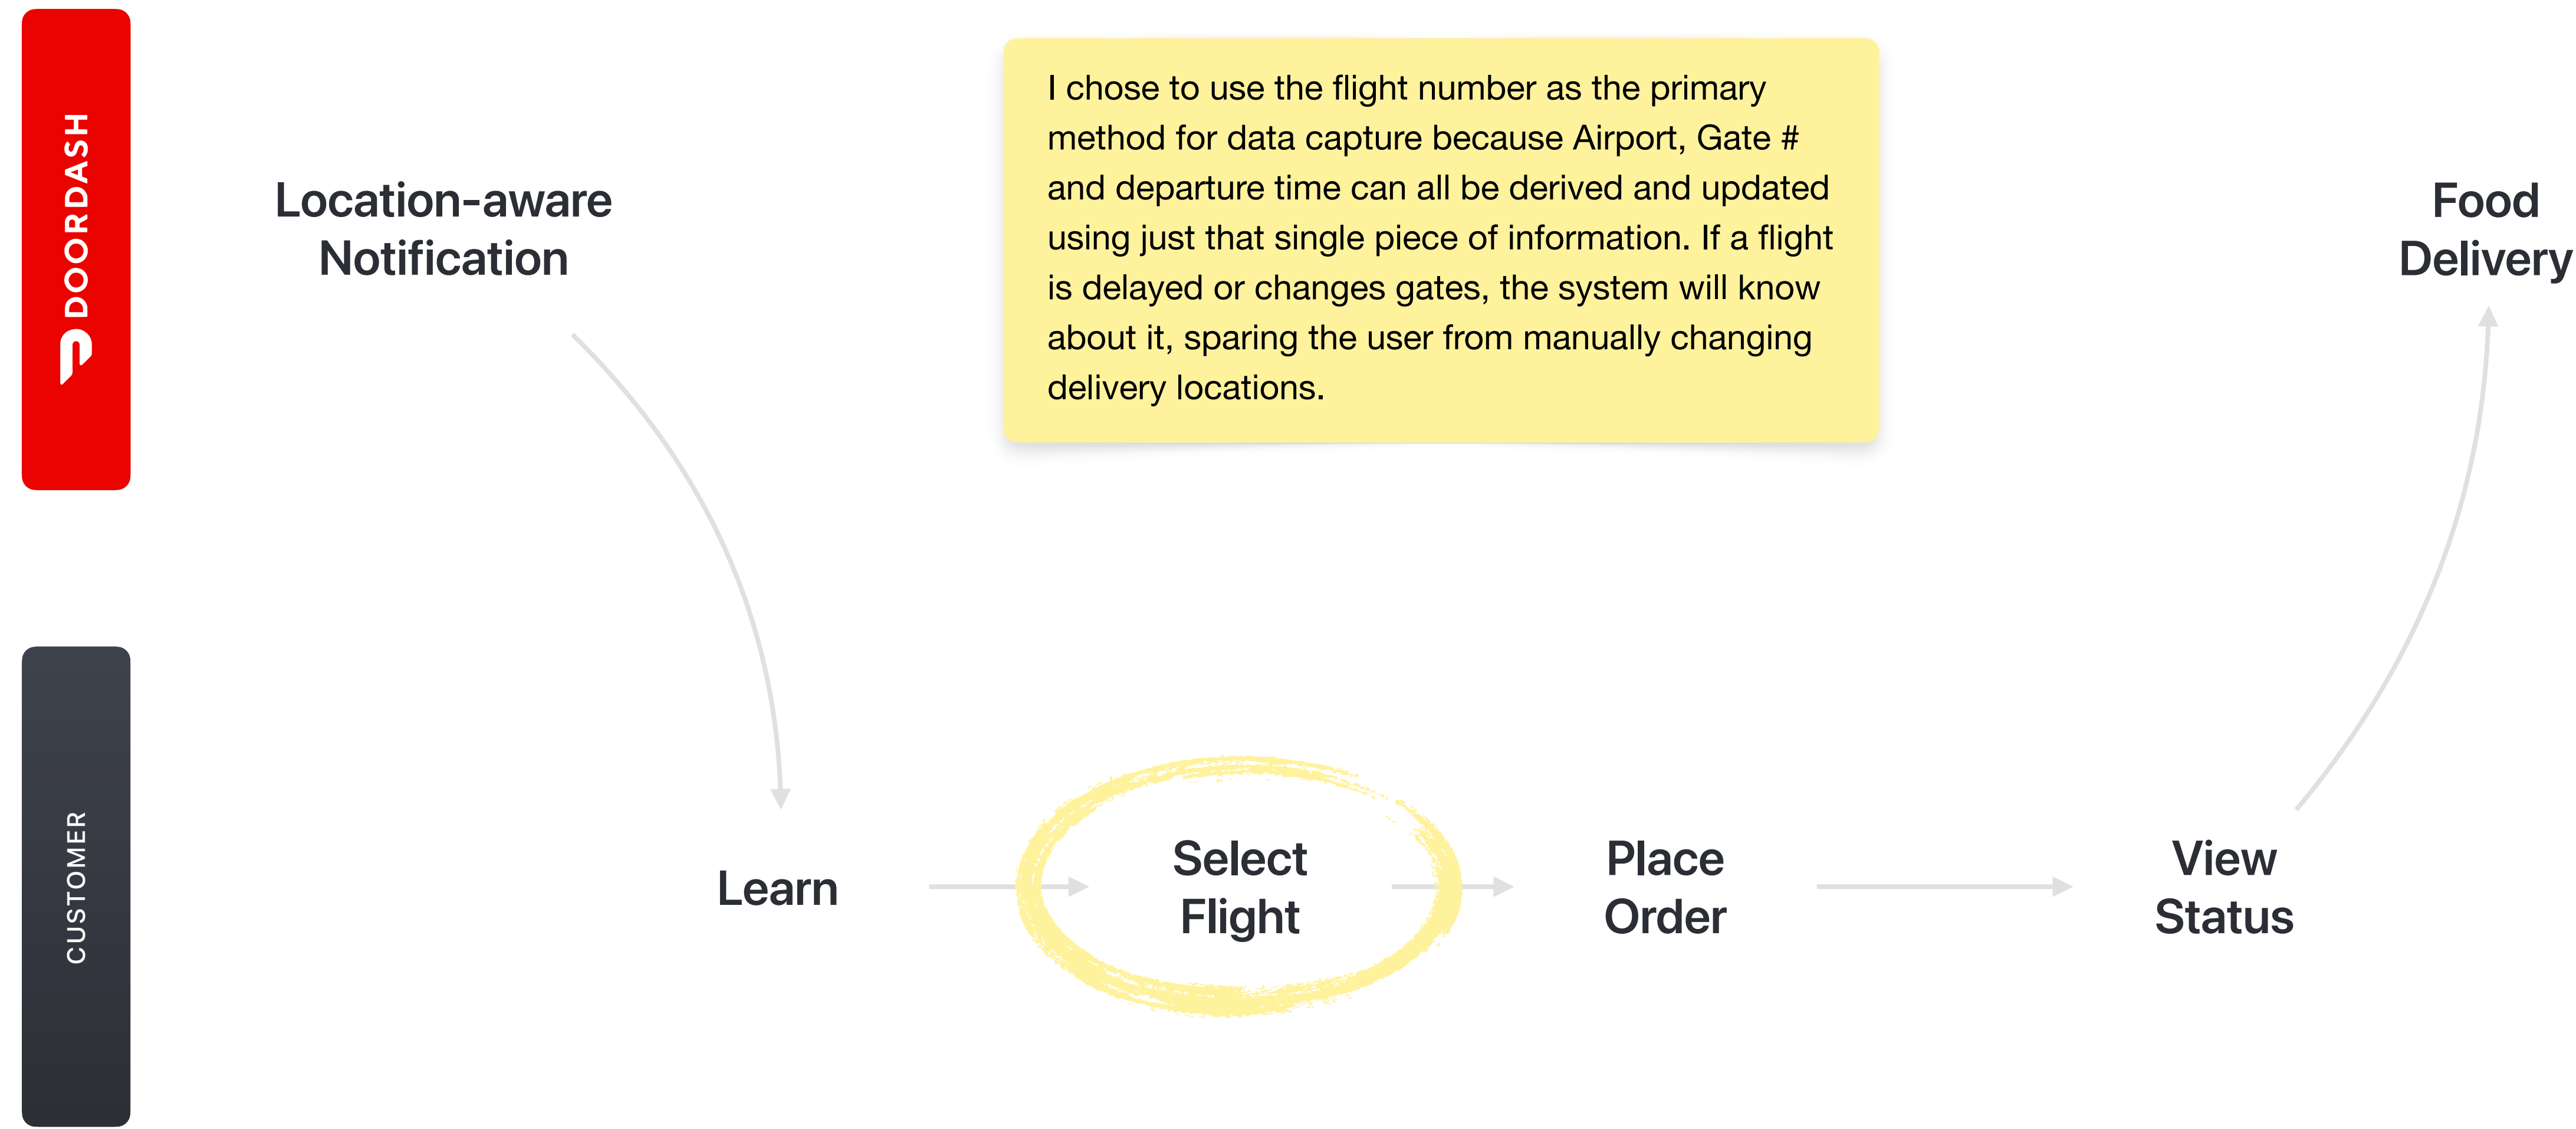 DOORDASH
Location-aware
Notification
I chose to use the flight number as the primary
method for data capture because Airport, Gate #
and departure time can all be derived and updated
using just that single piece of information. If a flight
is delayed or changes gates, the system will know
about it, sparing the user from manually changing
delivery locations.
Food
Delivery
CUSTOMER
Learn
Select
Flight
Place
Order
View
Status